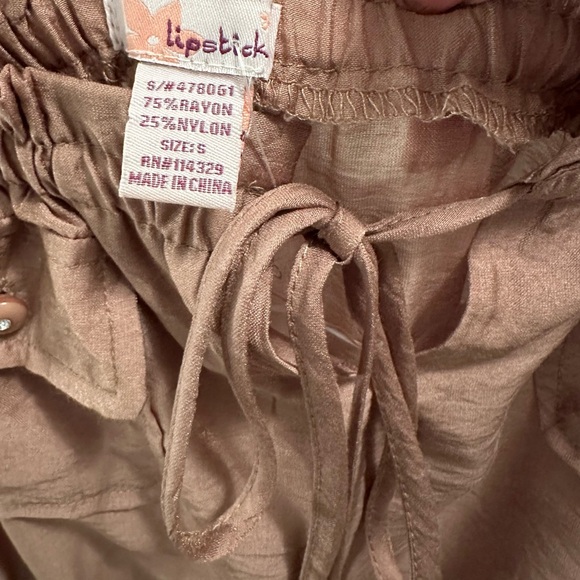 lipstick
S/#478061
75%RAYON
25%NYLON
SIZE: S
RN#114329
MADE IN CHINA